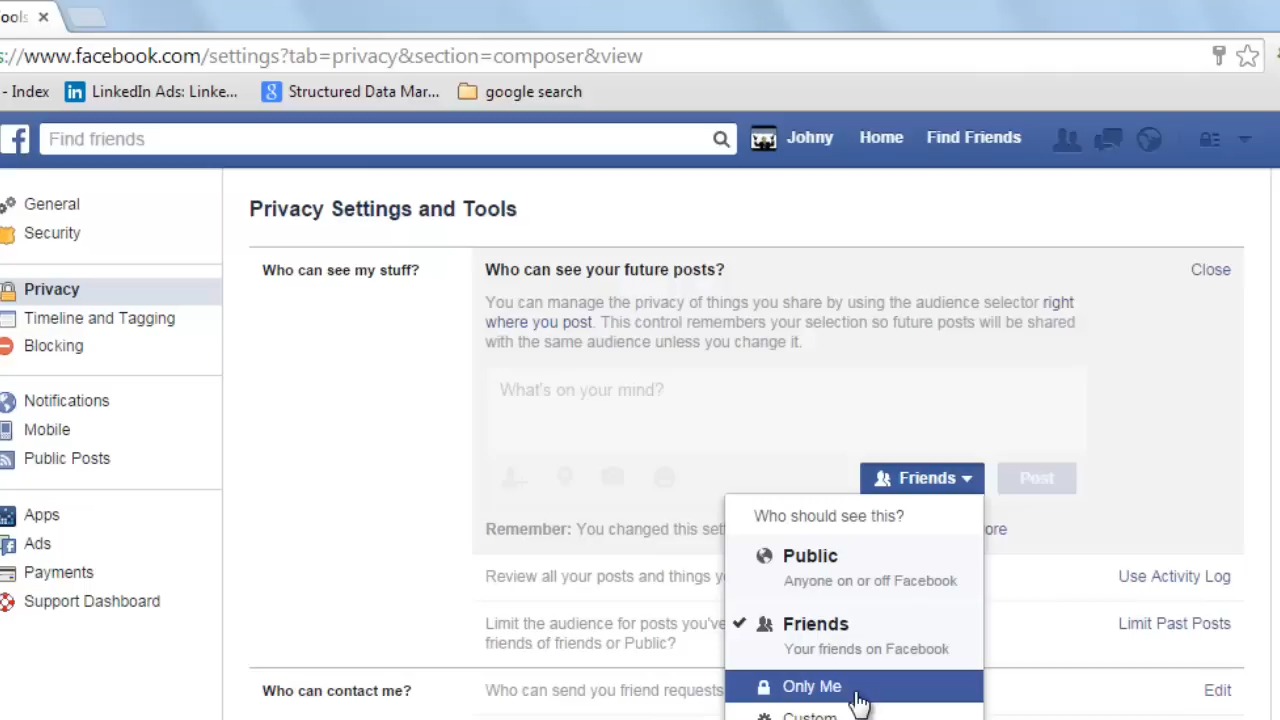 ools
s://www.facebook.com/settings?tab=privacy&section=composer&view
- Index
LinkedIn Ads: Linke...
Structured Data Mar...
google search
Find friends
Johny
Home
Find Friends
General
Security
Privacy
Timeline and Tagging
Blocking
Notifications
Mobile
Public Posts
Apps
Ads
Payments
Support Dashboard
Privacy Settings and Tools
Who can see my stuff?
Who can see your future posts?
Close
You can manage the privacy of things you share by using the audience selector right
where you post. This control remembers your selection so future posts will be shared
with the same audience unless you change it.
What's on your mind?
Friends
Post
Remember: You changed this set
ore
Who should see this?
Public
Anyone on or off Facebook
Friends
Your friends on Facebook
Only Me
Custom
Review all your posts and things y
Use Activity Log
Limit the audience for posts you've
friends of friends or Public?
Limit Past Posts
Who can contact me?
Who can send you friend requests
Edit